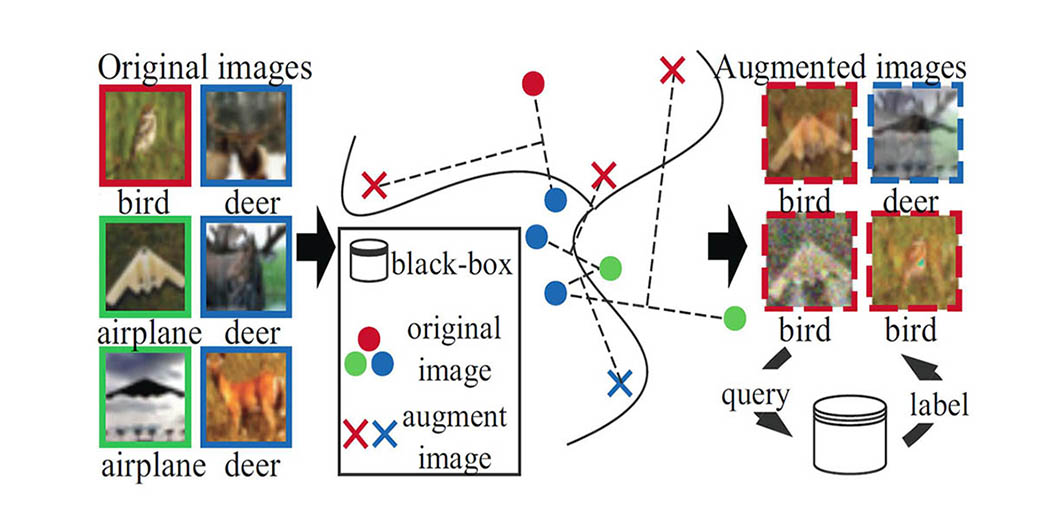 Original images
bird
deer
airplane
deer
airplane
deer
black-box
original
image
augment
image
Augmented images
bird
deer
bird
bird
query
label